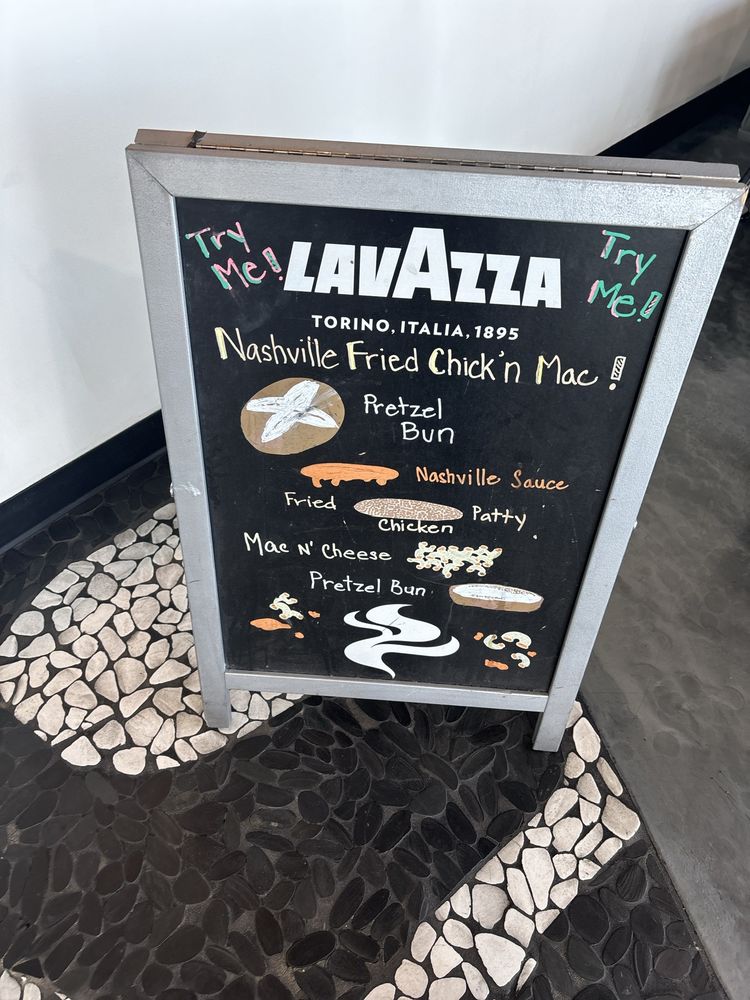 Try
Me!
LAVAZZA
Try
Me!
TORINO, ITALIA, 1895
Nashville Fried Chick'n Mac!
Pretzel
Bun
Nashville Sauce
Fried
Chicken
Patty
Mac N' Cheese
Pretzel Bun